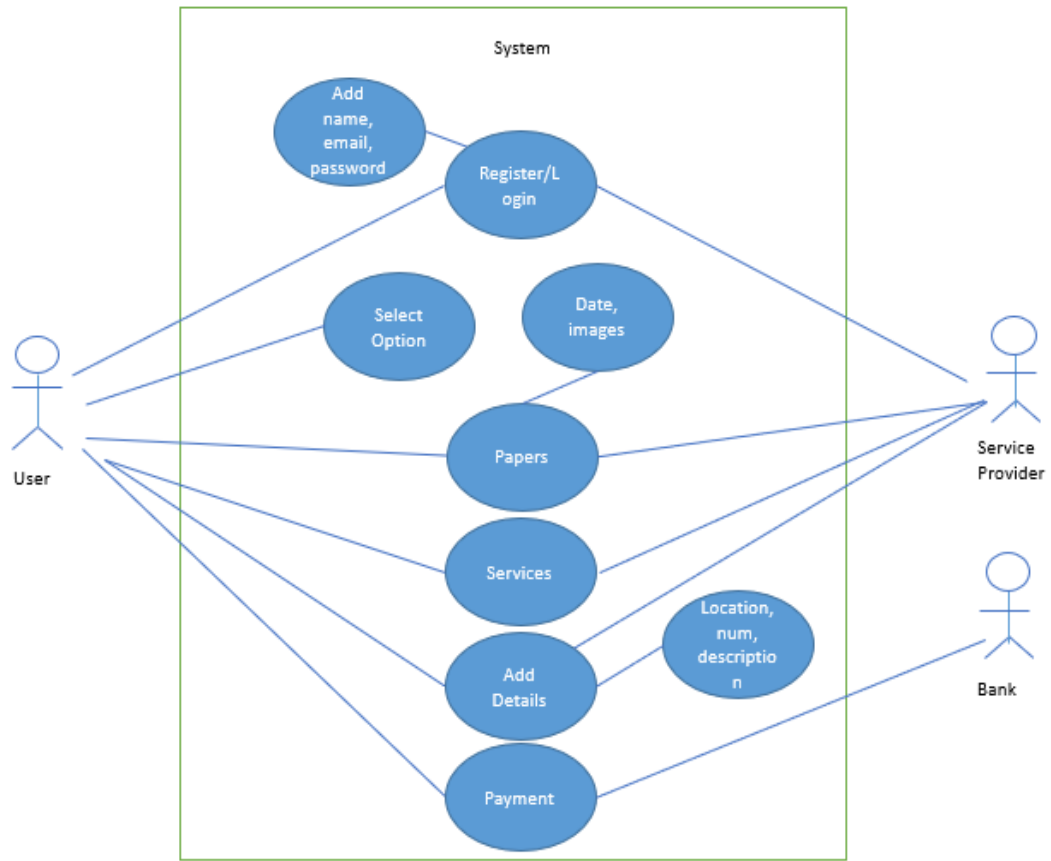 System
Add
name,
email,
password
Register/L
ogin
Select
Option
Date,
images
Papers
User
Service
Provider
Services
Location,
num,
descriptio
n
Add
Details
Bank
Payment